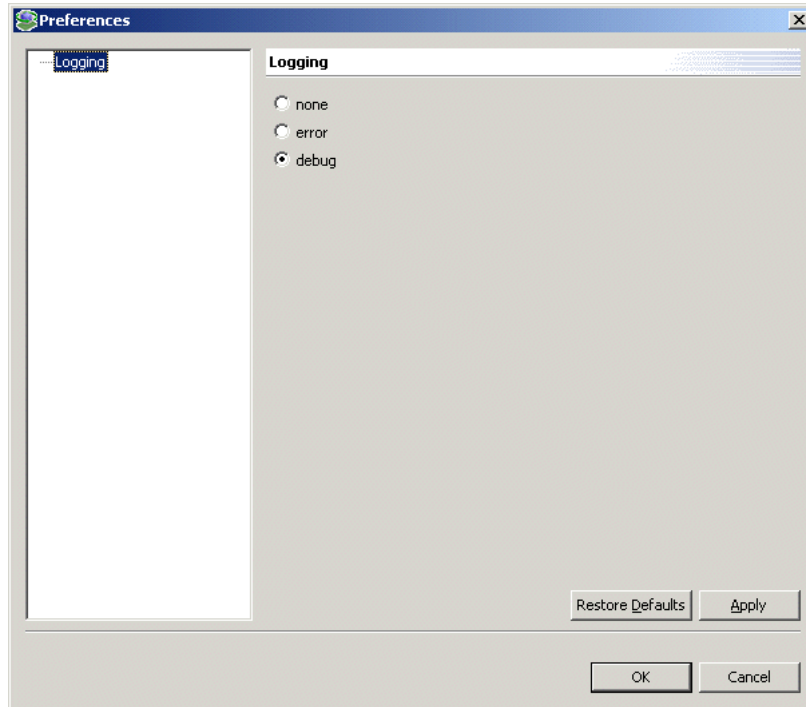 Preferences
Logging
Logging
none
error
debug
Restore Defaults
Apply
OK
Cancel